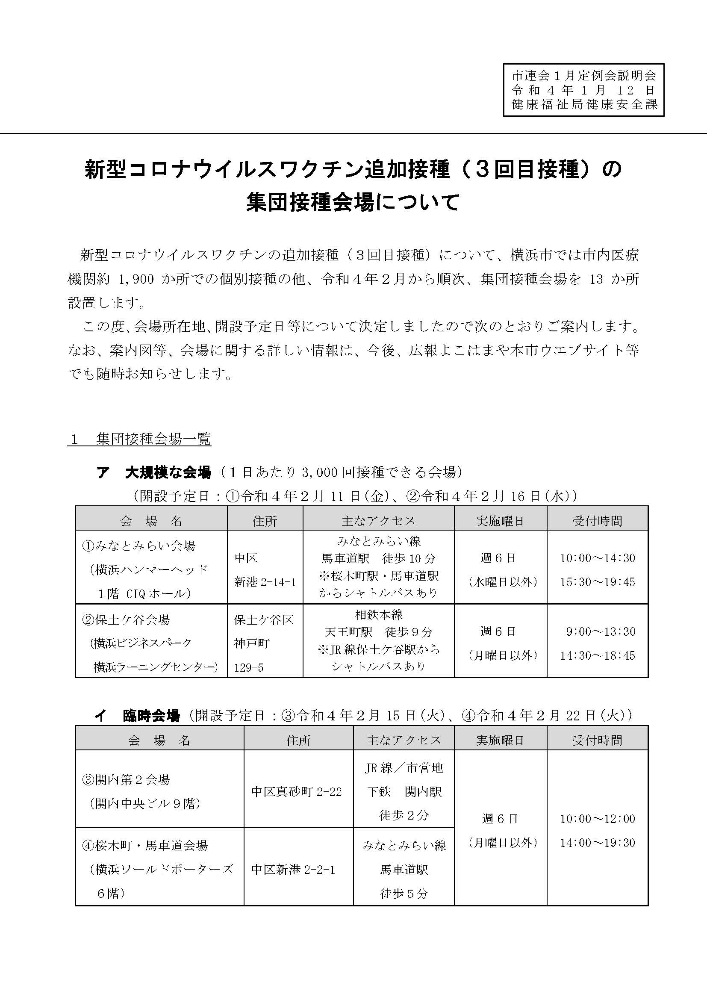 市連会１月定例会説明会
令和４年１月12日
健康福祉局健康安全課
新型コロナウイルスワクチン追加接種（３回目接種）の
集団接種会場について
新型コロナウイルスワクチンの追加接種（３回目接種）について、横浜市では市内医療
機関約 1,900 か所での個別接種の他、令和４年２月から順次、集団接種会場を 13 か所
設置します。
この度、会場所在地、開設予定日等について決定しましたので次のとおりご案内します。
なお、案内図等、会場に関する詳しい情報は、今後、広報よこはまや本市ウエブサイト等
でも随時お知らせします。
１　集団接種会場一覧
ア　大規模な会場（１日あたり 3,000 回接種できる会場）
（開設予定日：①令和４年２月 11 日(金)、②令和４年２月 16 日(水)）
会　場　名　住所　主なアクセス　実施曜日　受付時間
①みなとみらい会場
（横浜ハンマーヘッド
１階 CIQ ホール）
中区
新港 2-14-1
みなとみらい線
馬車道駅　徒歩 10 分
※桜木町駅・馬車道駅
からシャトルバスあり
週６日
（水曜日以外）
10:00～14:30
15:30～19:45
②保土ケ谷会場
（横浜ビジネスパーク
横浜ラーニングセンター）
保土ケ谷区
神戸町
129-5
相鉄本線
天王町駅　徒歩９分
※JR 線保土ケ谷駅から
シャトルバスあり
週６日
（月曜日以外）
9:00～13:30
14:30～18:45
イ　臨時会場（開設予定日：③令和４年２月 15 日(火)、④令和４年２月 22 日(火)）
会　場　名　住所　主なアクセス　実施曜日　受付時間
③関内第２会場
（関内中央ビル９階）
中区真砂町 2-22
JR 線／市営地
下鉄　関内駅
徒歩２分
週６日
（月曜日以外）
10:00～12:00
14:00～19:30
④桜木町・馬車道会場
（横浜ワールドポーターズ
６階）
中区新港 2-2-1
みなとみらい線
馬車道駅
徒歩５分